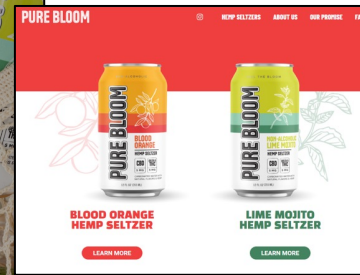 PURE BLOOM
HEMP SELTZERS ABOUT US OUR PROMISE FA
PURE BLOOM
BLOOD
ORANGE
HEMP SELTZER
CBD
PURE BLOOM
NON-ALCOHOLIC
LIME MOJITO
HEMP SELTZER
CBD
BLOOD ORANGE
HEMP SELTZER
LIME MOJITO
HEMP SELTZER
LEARN MORE
LEARN MORE